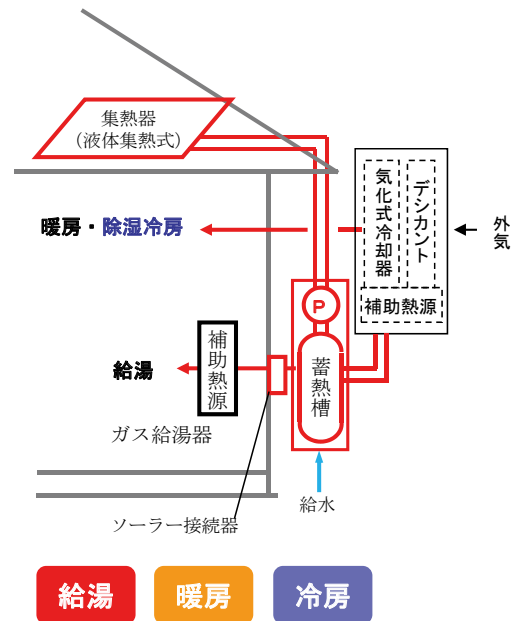 集熱器
（液体集熱式）
暖房・除湿冷房
気化式冷却器
デシカント
外気
補助熱源
P
給湯
補助熱源
蓄熱槽
ガス給湯器
給水
ソーラー接続器
給湯
暖房
冷房